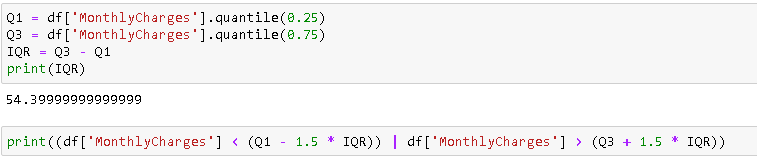 Q1 = df['MonthlyCharges'].quantile(0.25)
Q3 = df['MonthlyCharges'].quantile(0.75)
IQR = Q3 - Q1
print(IQR)
54.39999999999999
print((df['MonthlyCharges'] < (Q1 - 1.5 * IQR)) | df['MonthlyCharges'] > (Q3 + 1.5 * IQR))